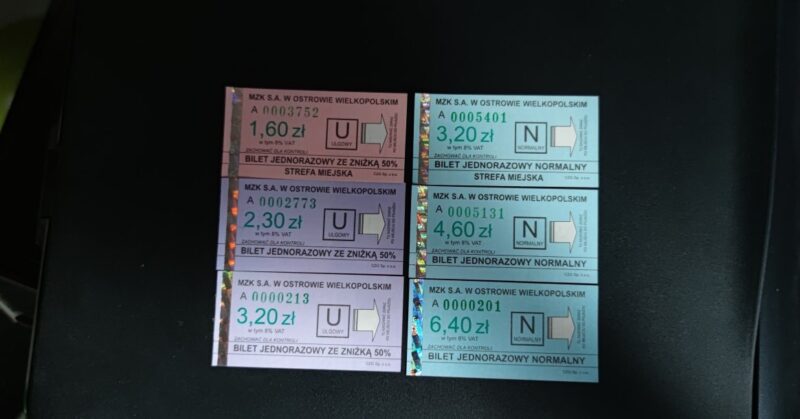 MZK S.A. W OSTROWIE WIELKOPOLSKIM
A 0003752
1,60 zł
w tym 8% VAT
U
ULGOWY
ZACHOWAĆ DLA KONTROLI
BILET JEDNORAZOWY ZE ZNIŻKĄ 50%
STREFA MIEJSKA
MZK S.A. W OSTROWIE WIELKOPOLSKIM
A 0005401
3,20 zł
w tym 8% VAT
N
NORMALNY
ZACHOWAĆ DLA KONTROLI
BILET JEDNORAZOWY NORMALNY
STREFA MIEJSKA
MZK S.A. W OSTROWIE WIELKOPOLSKIM
A 0002773
2,30 zł
w tym 8% VAT
U
ULGOWY
ZACHOWAĆ DLA KONTROLI
BILET JEDNORAZOWY ZE ZNIŻKĄ 50%
MZK S.A. W OSTROWIE WIELKOPOLSKIM
A 0005131
4,60 zł
w tym 8% VAT
N
NORMALNY
ZACHOWAĆ DLA KONTROLI
BILET JEDNORAZOWY NORMALNY
MZK S.A. W OSTROWIE WIELKOPOLSKIM
A 0000213
3,20 zł
w tym 8% VAT
U
ULGOWY
ZACHOWAĆ DLA KONTROLI
BILET JEDNORAZOWY ZE ZNIŻKĄ 50%
MZK S.A. W OSTROWIE WIELKOPOLSKIM
A 0000201
6,40 zł
w tym 8% VAT
N
NORMALNY
ZACHOWAĆ DLA KONTROLI
BILET JEDNORAZOWY NORMALNY